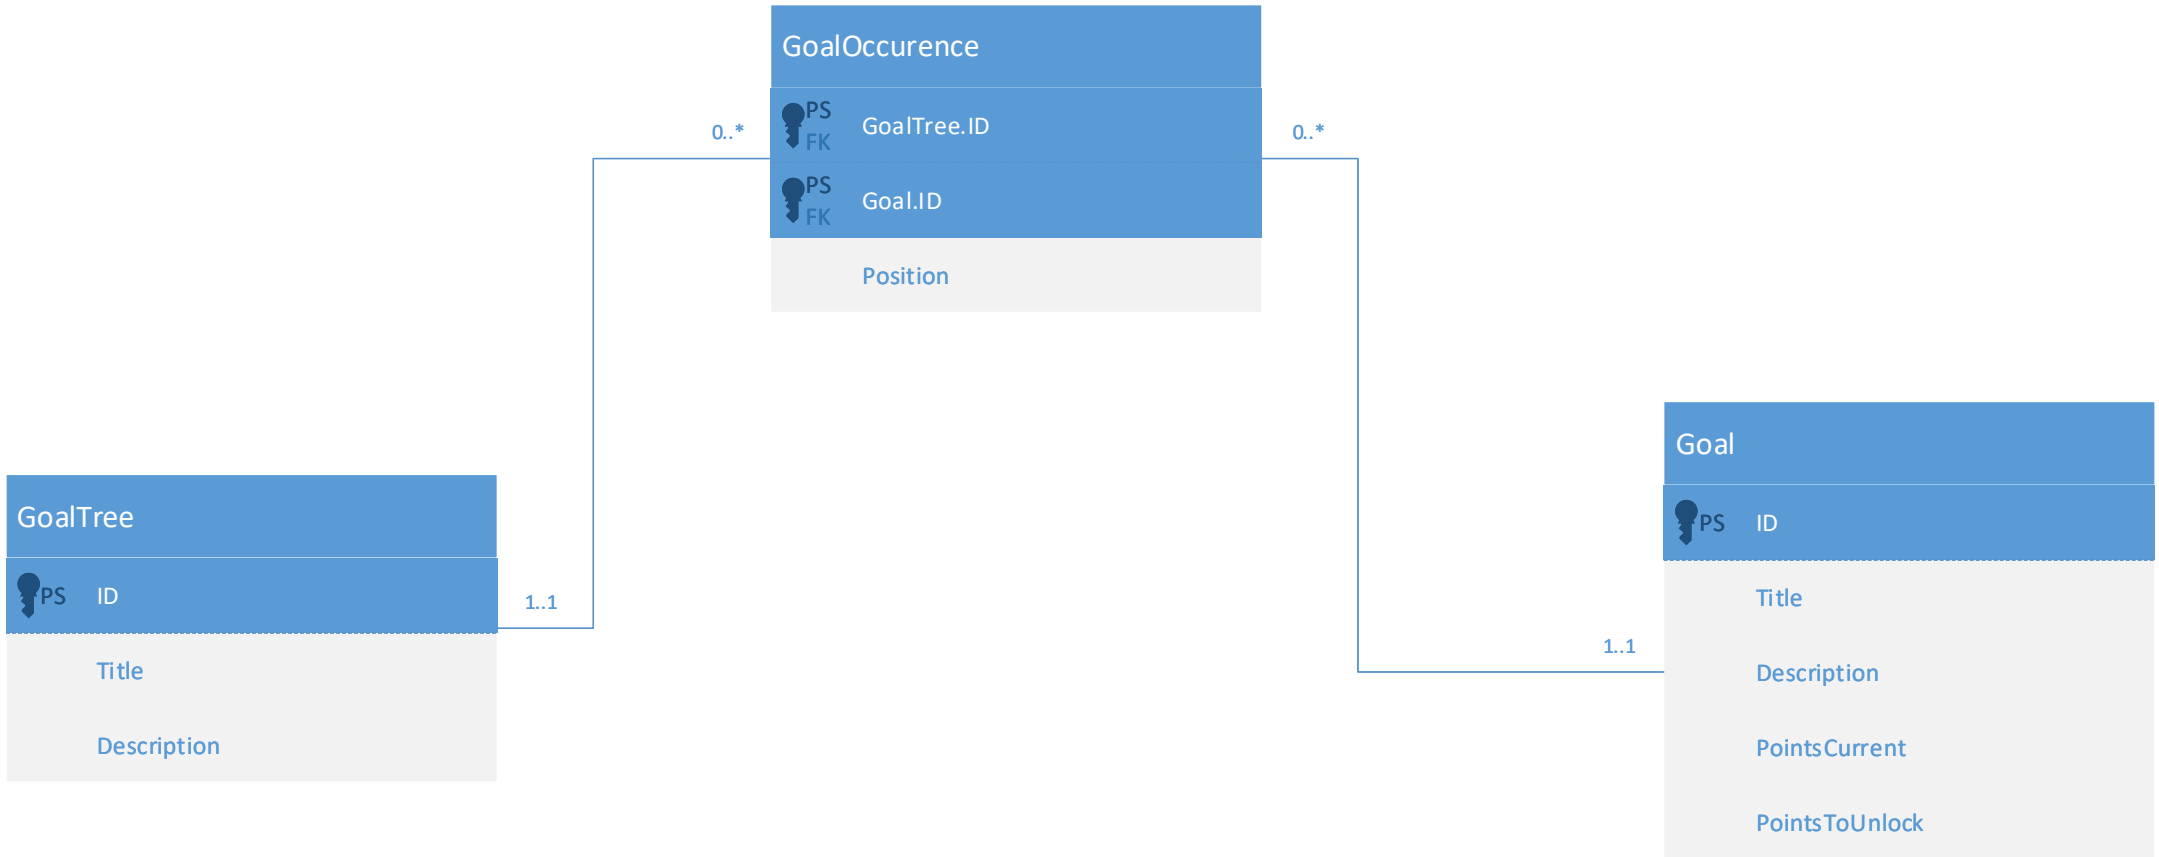 GoalOccurence
PS
FK
GoalTree.ID
PS
FK
Goal.ID
Position
0..*
0..*
GoalTree
PS ID
Title
Description
1..1
Goal
PS ID
Title
Description
PointsCurrent
PointsToUnlock
1..1